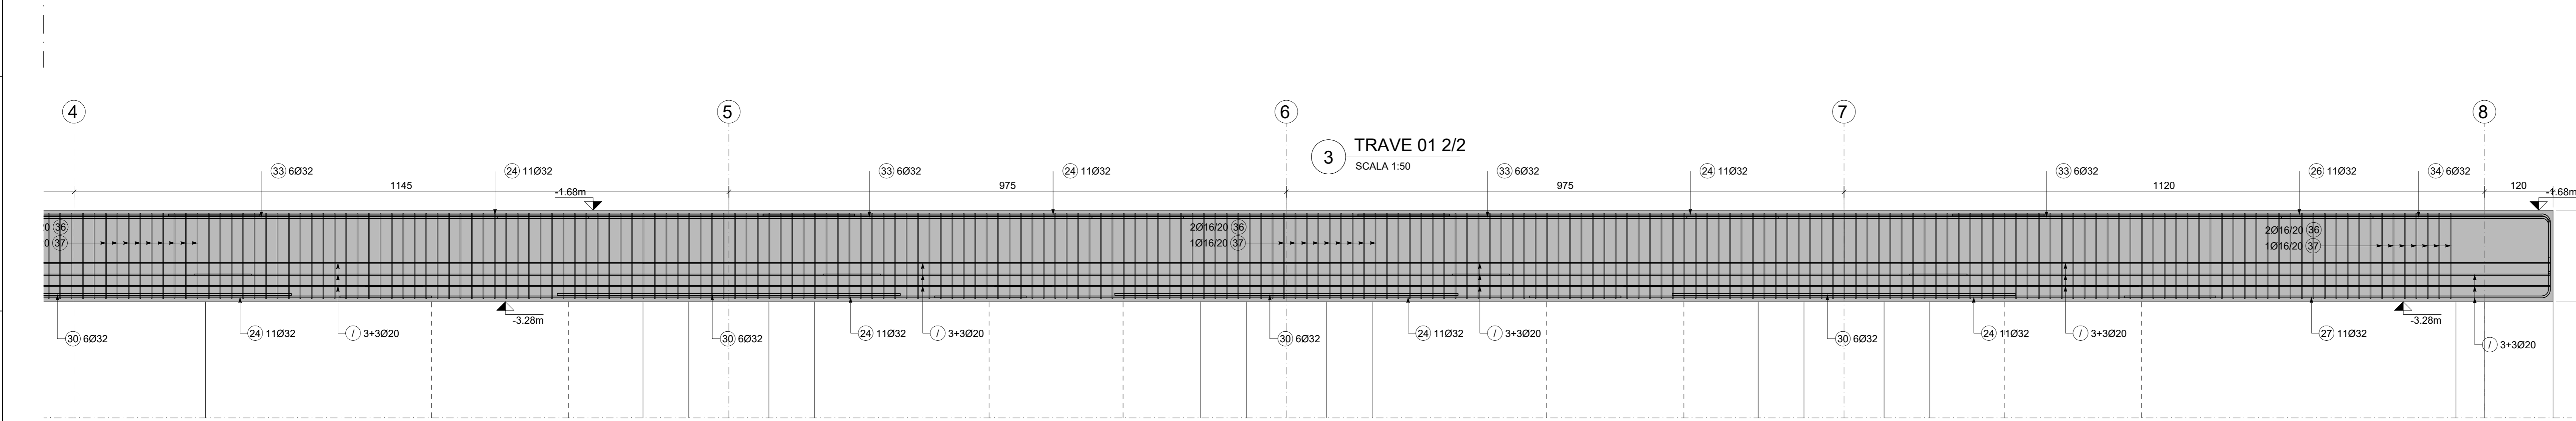 4
5
6
7
8
3
TRAVE 01 2/2
SCALA 1:50
33 6Ø32
24 11Ø32
33 6Ø32
24 11Ø32
33 6Ø32
24 11Ø32
33 6Ø32
26 11Ø32
34 6Ø32
1145
975
975
1120
120
-1.68m
-1.68m
0 36
0 37
2Ø16/20 36
1Ø16/20 37
2Ø16/20 36
1Ø16/20 37
-3.28m
-3.28m
30 6Ø32
24 11Ø32
/ 3+3Ø20
30 6Ø32
24 11Ø32
/ 3+3Ø20
30 6Ø32
24 11Ø32
/ 3+3Ø20
30 6Ø32
24 11Ø32
/ 3+3Ø20
27 11Ø32
/ 3+3Ø20